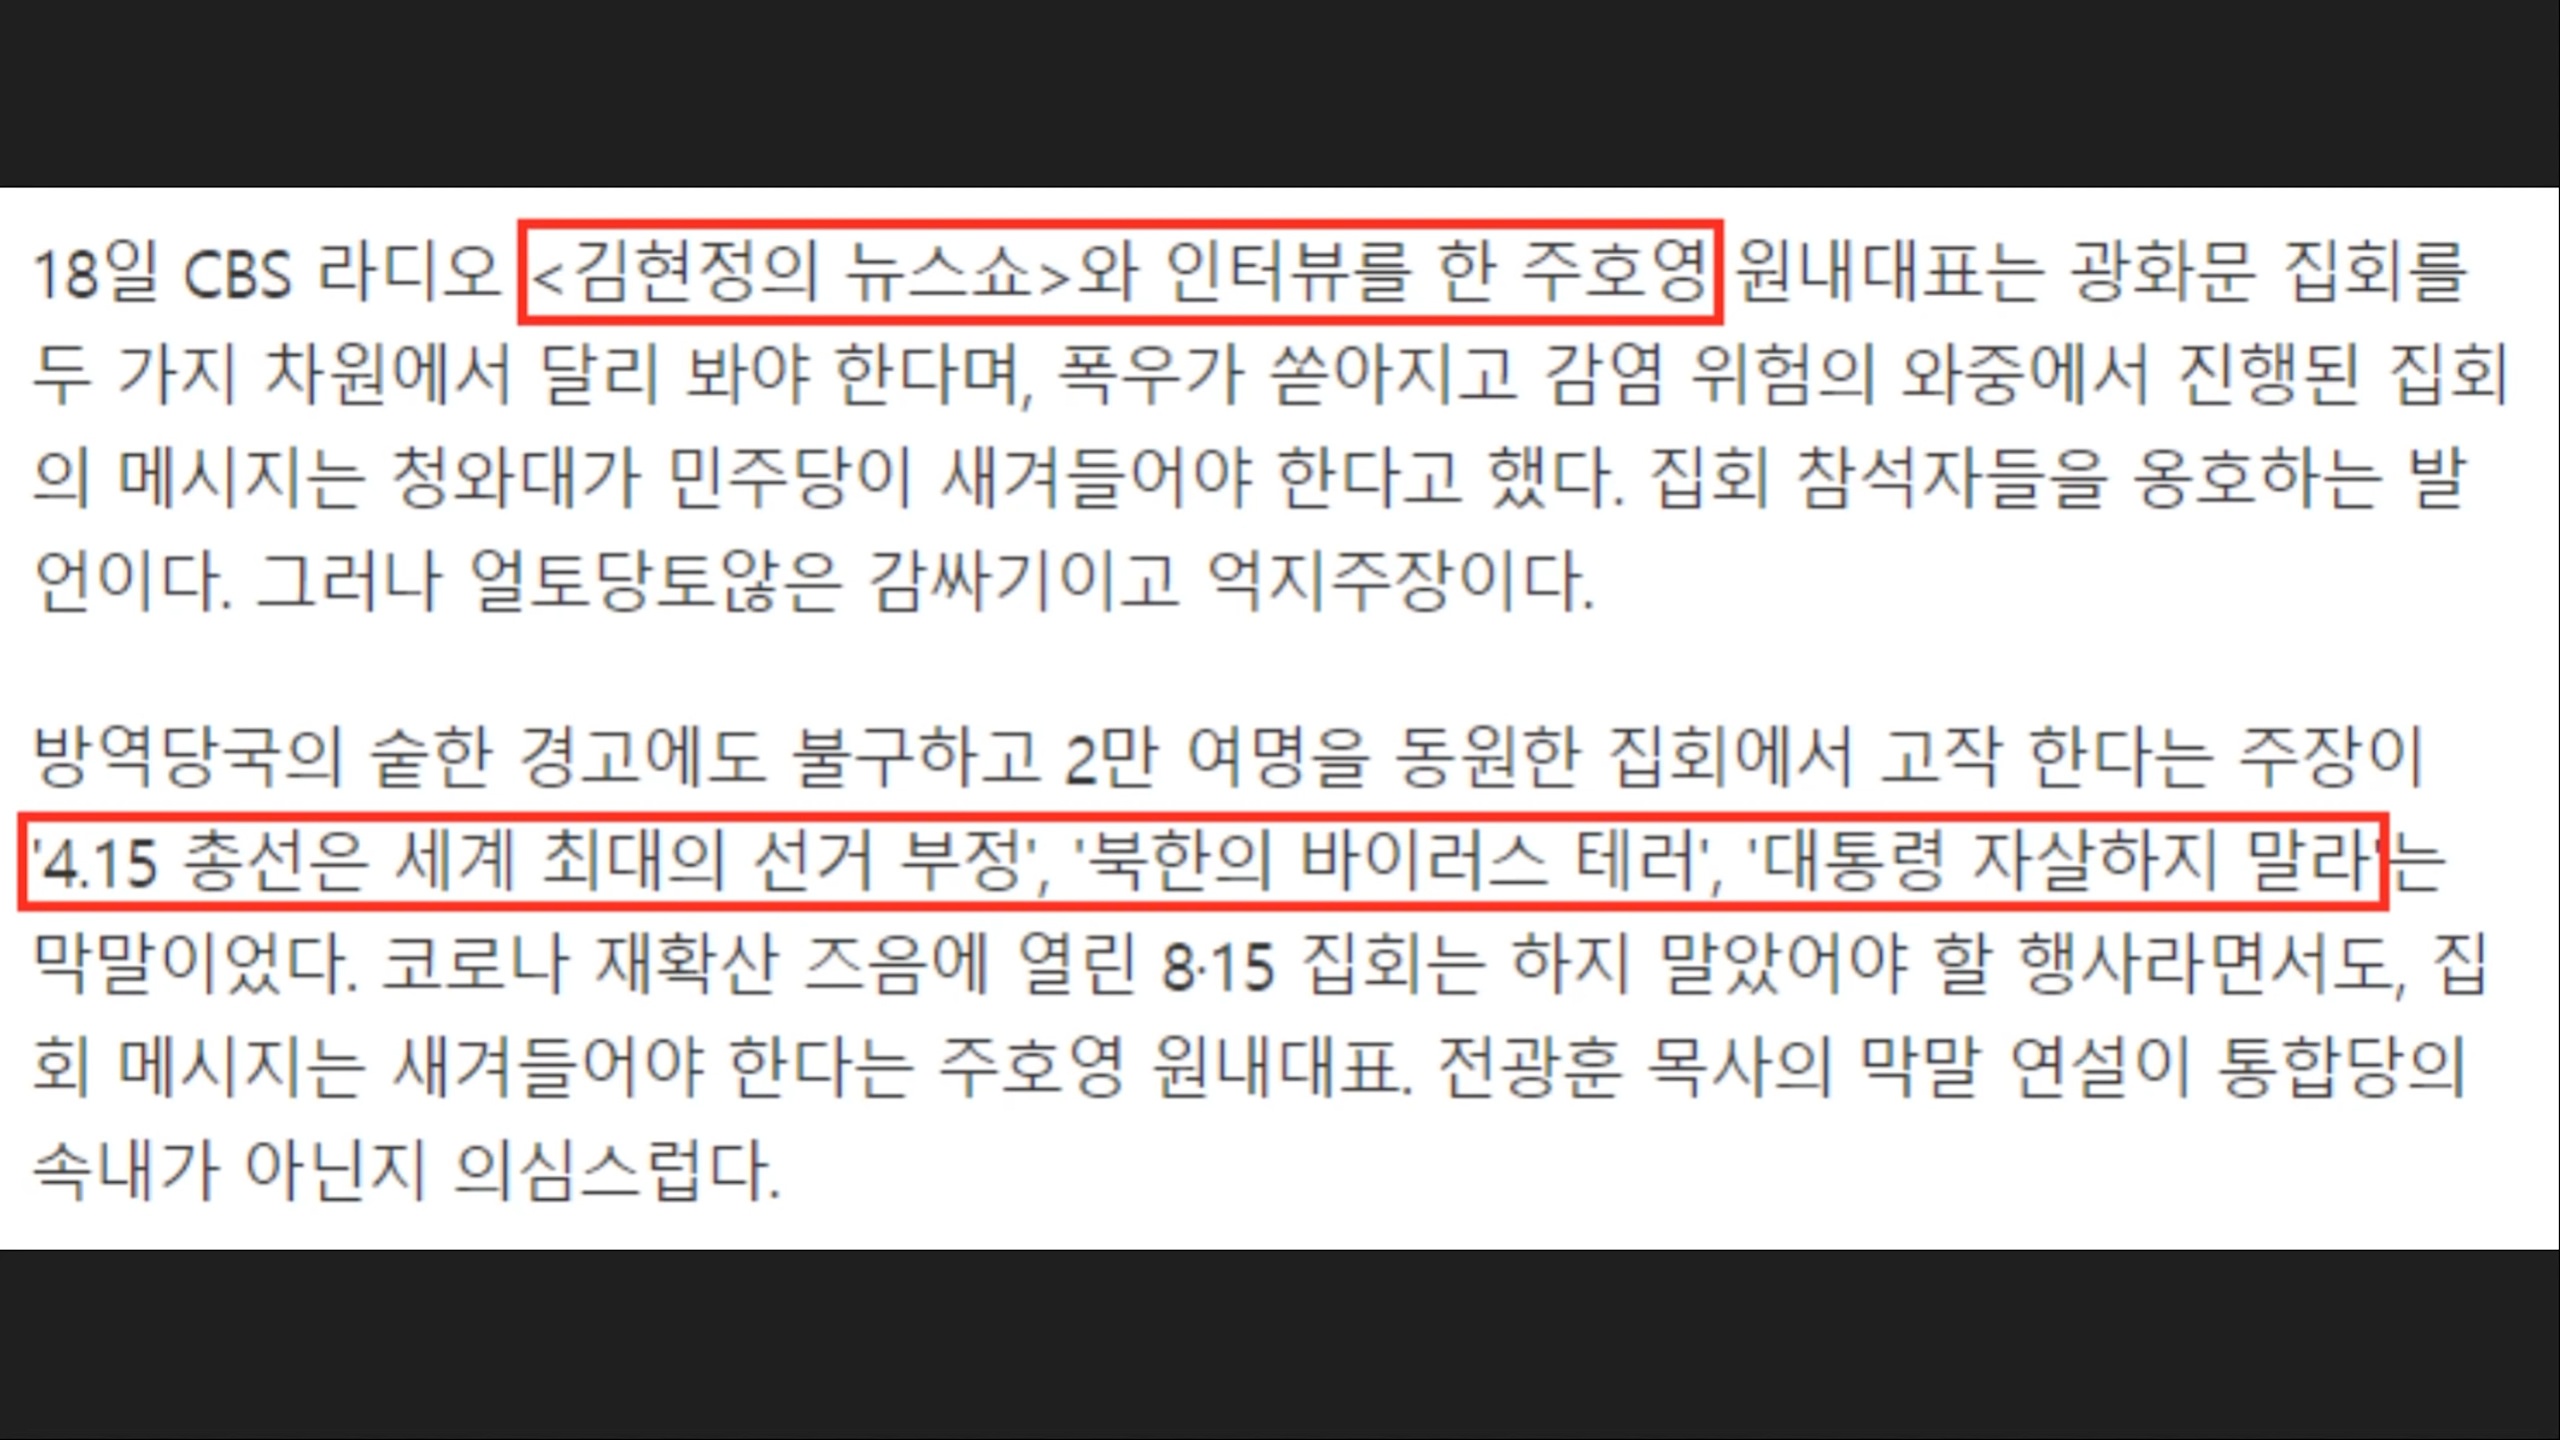 18일 CBS 라디오 <김현정의 뉴스쇼>와 인터뷰를 한 주호영 원내대표는 광화문 집회를
두 가지 차원에서 달리 봐야 한다며, 폭우가 쏟아지고 감염 위험의 와중에서 진행된 집회
의 메시지는 청와대가 민주당이 새겨들어야 한다고 했다. 집회 참석자들을 옹호하는 발
언이다. 그러나 얼토당토않은 감싸기이고 억지주장이다.
방역당국의 숱한 경고에도 불구하고 2만 여명을 동원한 집회에서 고작 한다는 주장이
'4.15 총선은 세계 최대의 선거 부정', '북한의 바이러스 테러', '대통령 자살하지 말라'는
막말이었다. 코로나 재확산 즈음에 열린 8·15 집회는 하지 말았어야 할 행사라면서도, 집
회 메시지는 새겨들어야 한다는 주호영 원내대표. 전광훈 목사의 막말 연설이 통합당의
속내가 아닌지 의심스럽다.